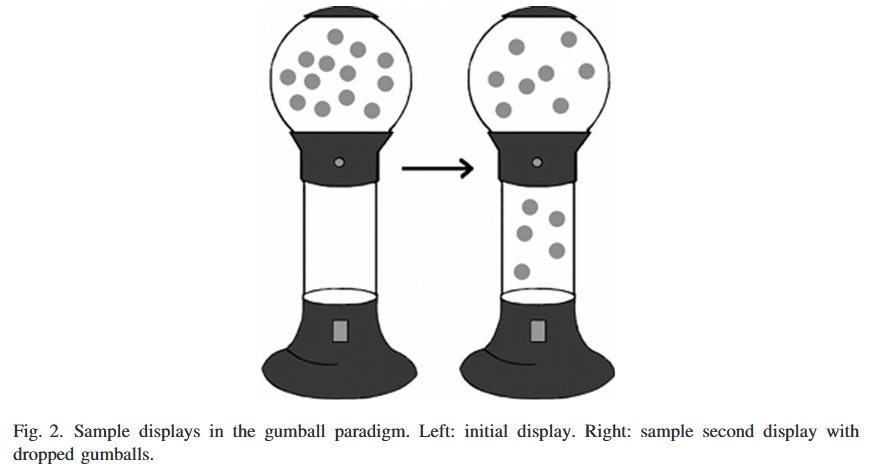 Fig. 2. Sample displays in the gumball paradigm. Left: initial display. Right: sample second display with
dropped gumballs.